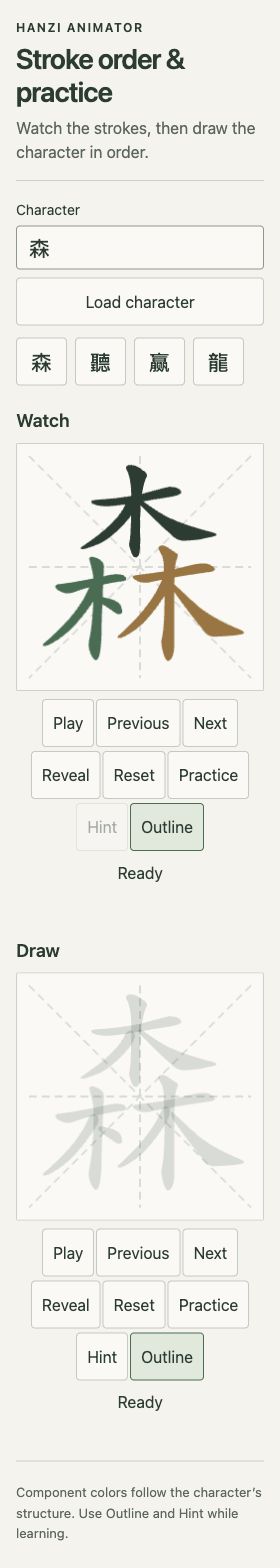 HANZI ANIMATOR
Stroke order &
practice
Watch the strokes, then draw the
character in order.
Character
森
Load character
森 聽 赢 龍
Watch
森
Play Previous Next
Reveal Reset Practice
Hint Outline
Ready
Draw
森
Play Previous Next
Reveal Reset Practice
Hint Outline
Ready
Component colors follow the character's
structure. Use Outline and Hint while
learning.